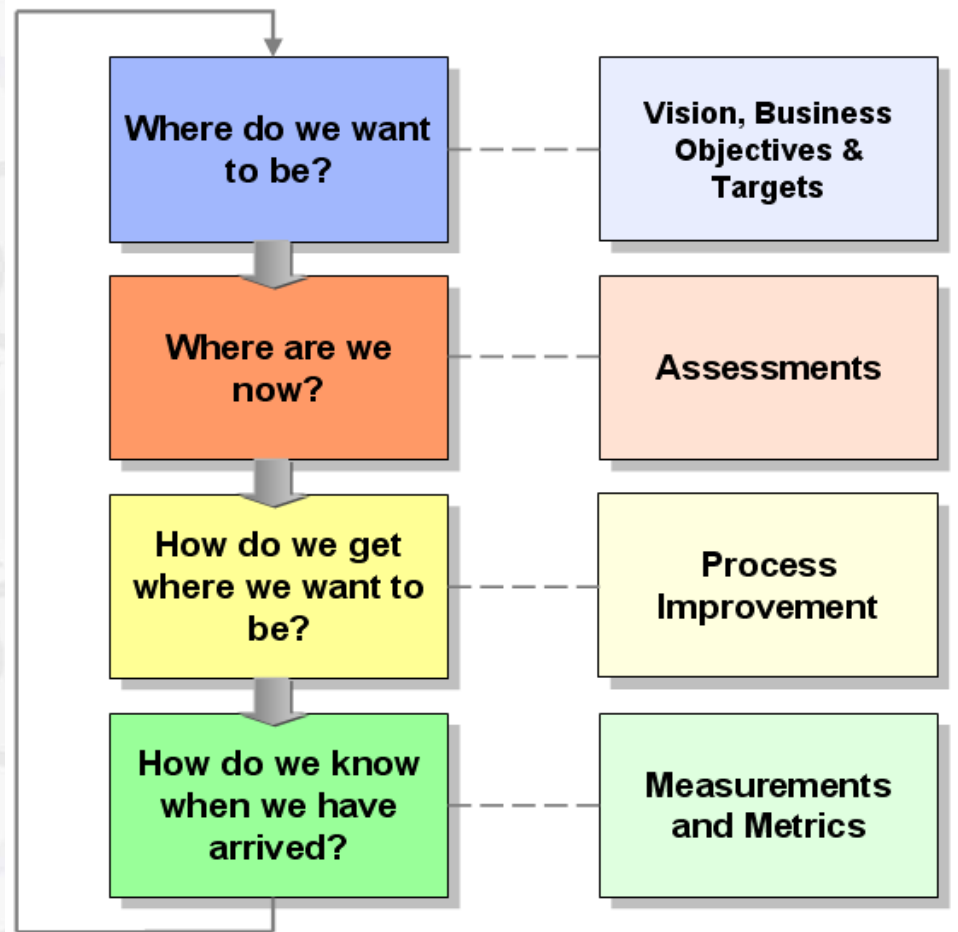 Where do we want
to be?
Vision, Business
Objectives &
Targets
Where are we
now?
Assessments
How do we get
where we want to
be?
Process
Improvement
How do we know
when we have
arrived?
Measurements
and Metrics